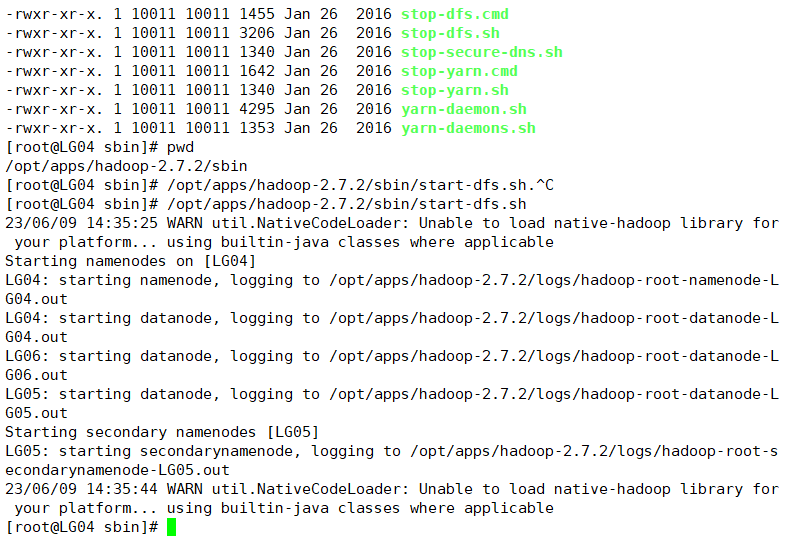 -rwxr-xr-x. 1 10011 10011 1455 Jan 26  2016 stop-dfs.cmd
-rwxr-xr-x. 1 10011 10011 3206 Jan 26  2016 stop-dfs.sh
-rwxr-xr-x. 1 10011 10011 1340 Jan 26  2016 stop-secure-dns.sh
-rwxr-xr-x. 1 10011 10011 1642 Jan 26  2016 stop-yarn.cmd
-rwxr-xr-x. 1 10011 10011 1340 Jan 26  2016 stop-yarn.sh
-rwxr-xr-x. 1 10011 10011 4295 Jan 26  2016 yarn-daemon.sh
-rwxr-xr-x. 1 10011 10011 1353 Jan 26  2016 yarn-daemons.sh
[root@LG04 sbin]# pwd
/opt/apps/hadoop-2.7.2/sbin
[root@LG04 sbin]# /opt/apps/hadoop-2.7.2/sbin/start-dfs.sh.^C
[root@LG04 sbin]# /opt/apps/hadoop-2.7.2/sbin/start-dfs.sh
23/06/09 14:35:25 WARN util.NativeCodeLoader: Unable to load native-hadoop library for
 your platform... using builtin-java classes where applicable
Starting namenodes on [LG04]
LG04: starting namenode, logging to /opt/apps/hadoop-2.7.2/logs/hadoop-root-namenode-L
G04.out
LG04: starting datanode, logging to /opt/apps/hadoop-2.7.2/logs/hadoop-root-datanode-L
G04.out
LG06: starting datanode, logging to /opt/apps/hadoop-2.7.2/logs/hadoop-root-datanode-L
G06.out
LG05: starting datanode, logging to /opt/apps/hadoop-2.7.2/logs/hadoop-root-datanode-L
G05.out
Starting secondary namenodes [LG05]
LG05: starting secondarynamenode, logging to /opt/apps/hadoop-2.7.2/logs/hadoop-root-s
econdarynamenode-LG05.out
23/06/09 14:35:44 WARN util.NativeCodeLoader: Unable to load native-hadoop library for
 your platform... using builtin-java classes where applicable
[root@LG04 sbin]#